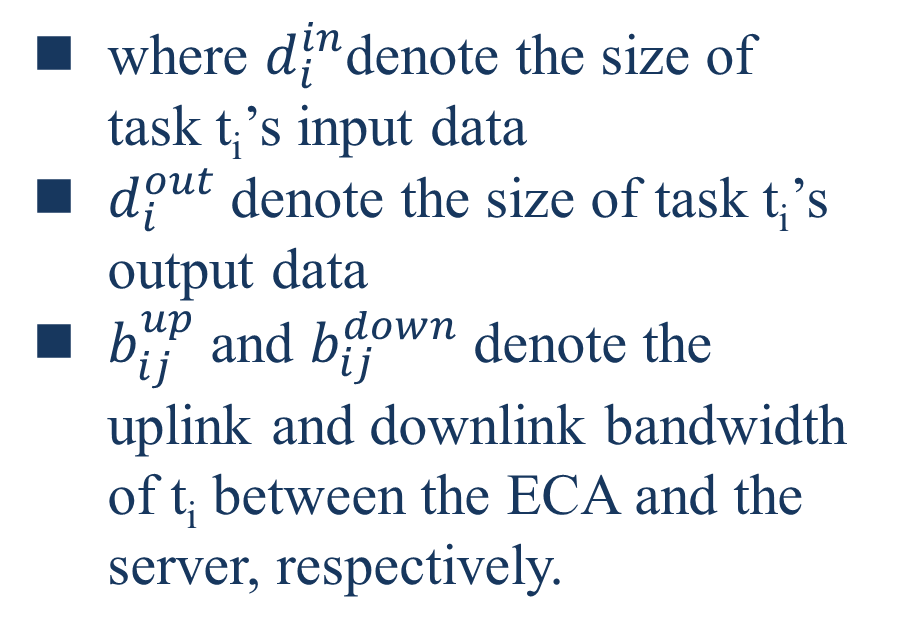 ■ where $d_i^{in}$ denote the size of
task t$_i$’s input data
■ $d_i^{out}$ denote the size of task t$_i$’s
output data
■ $b_{ij}^{up}$ and $b_{ij}^{down}$ denote the
uplink and downlink bandwidth
of t$_i$ between the ECA and the
server, respectively.